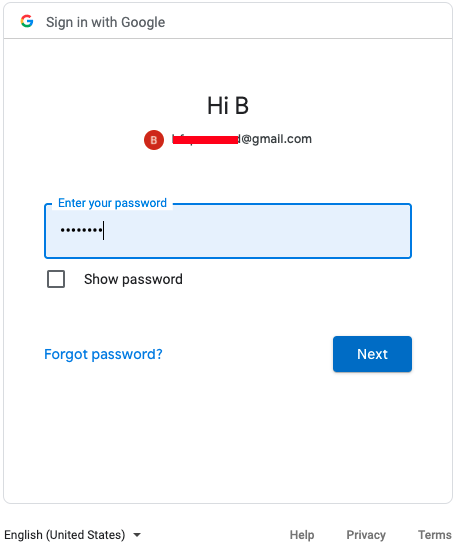 Sign in with Google
Hi B
B
@gmail.com
Enter your password
••••••••
Show password
Forgot password?
Next
English (United States)
Help Privacy Terms